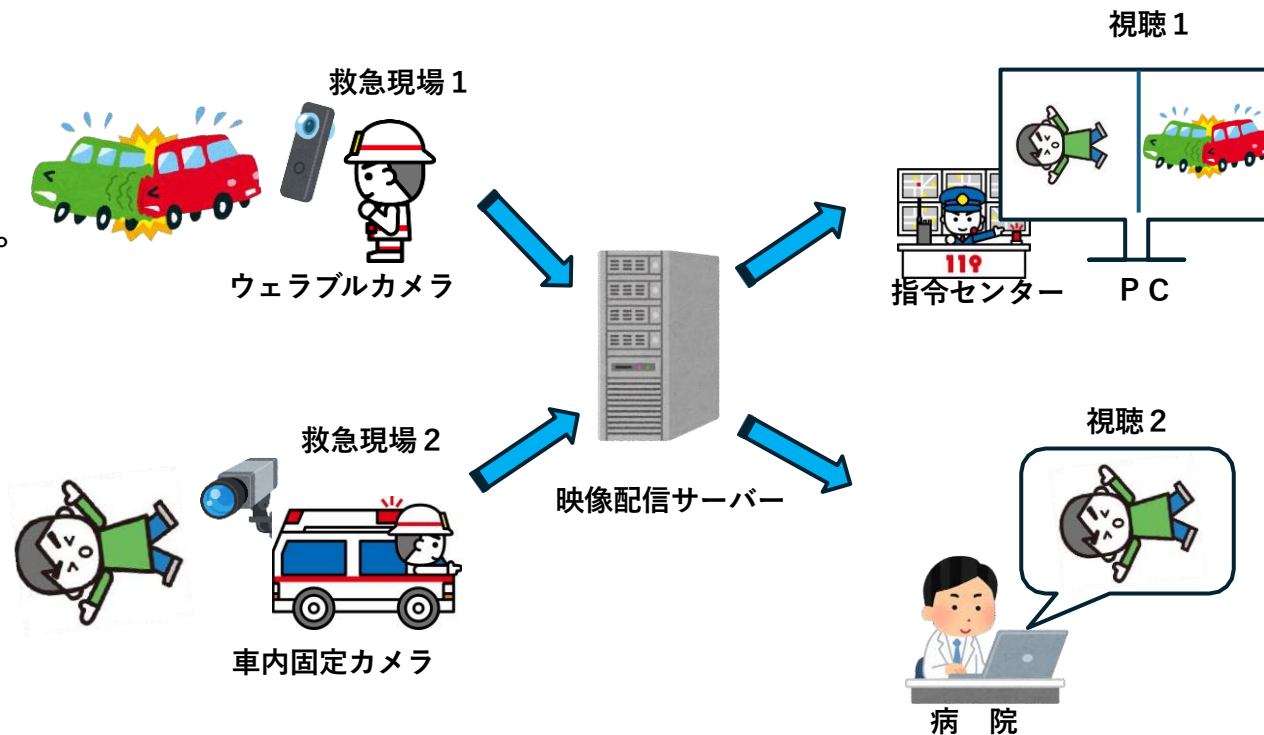 視聴１
救急現場１
。
ウェラブルカメラ
119
指令センター
ＰＣ
救急現場２
映像配信サーバー
視聴２
車内固定カメラ
病　院